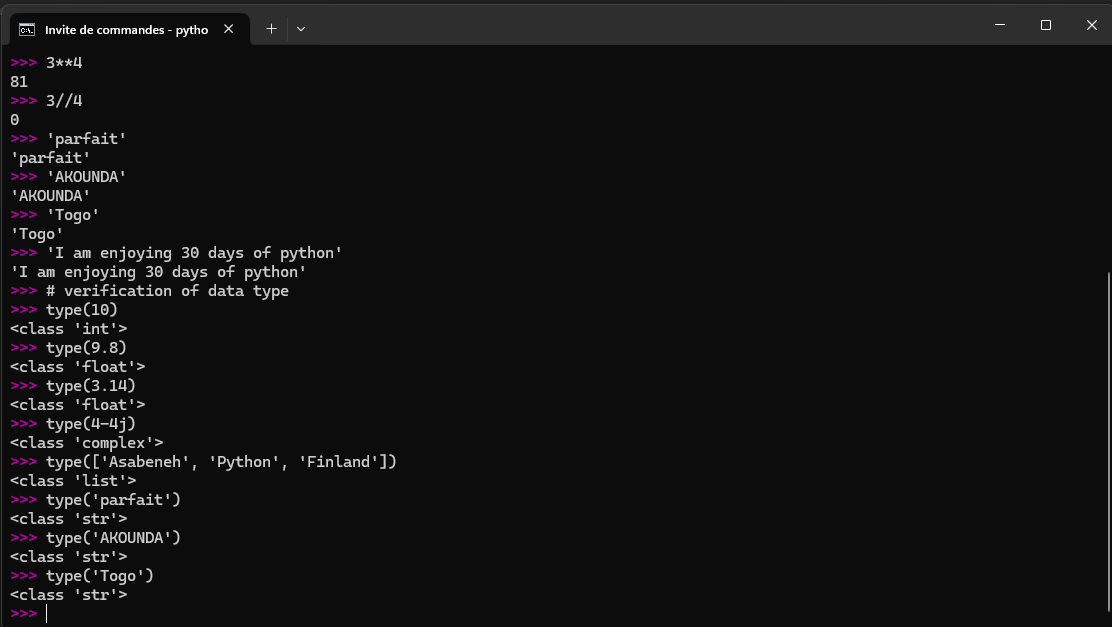 Invite de commandes - pytho
>>> 3**4
81
>>> 3//4
0
>>> 'parfait'
'parfait'
>>> 'AKOUNDA'
'AKOUNDA'
>>> 'Togo'
'Togo'
>>> 'I am enjoying 30 days of python'
'I am enjoying 30 days of python'
>>> # verification of data type
>>> type(10)
<class 'int'>
>>> type(9.8)
<class 'float'>
>>> type(3.14)
<class 'float'>
>>> type(4-4j)
<class 'complex'>
>>> type(['Asabeneh', 'Python', 'Finland'])
<class 'list'>
>>> type('parfait')
<class 'str'>
>>> type('AKOUNDA')
<class 'str'>
>>> type('Togo')
<class 'str'>
>>>